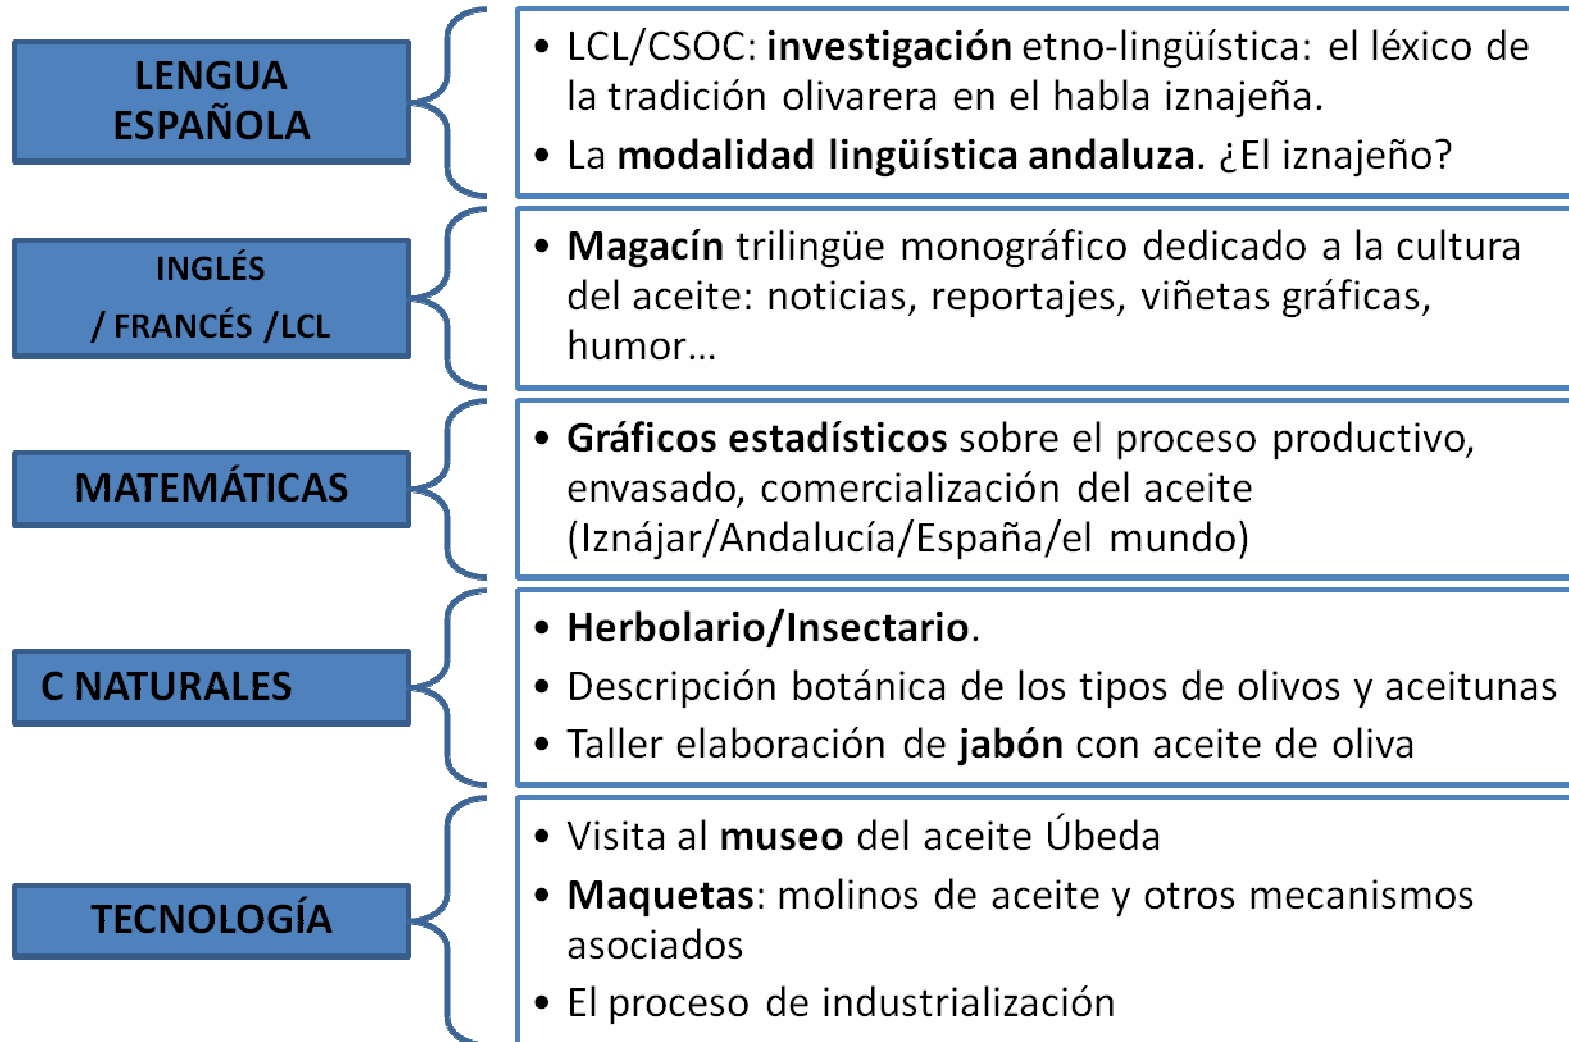 LENGUA
ESPAÑOLA
• LCL/CSOC: investigación etno-lingüística: el léxico de
la tradición olivarera en el habla iznajeña.
• La modalidad lingüística andaluza. ¿El iznajeño?
INGLÉS
/ FRANCÉS /LCL
• Magacín trilingüe monográfico dedicado a la cultura
del aceite: noticias, reportajes, viñetas gráficas,
humor...
MATEMÁTICAS
• Gráficos estadísticos sobre el proceso productivo,
envasado, comercialización del aceite
(Iznájar/Andalucía/España/el mundo)
C NATURALES
• Herbolario/Insectario.
• Descripción botánica de los tipos de olivos y aceitunas
• Taller elaboración de jabón con aceite de oliva
TECNOLOGÍA
• Visita al museo del aceite Úbeda
• Maquetas: molinos de aceite y otros mecanismos
asociados
• El proceso de industrialización